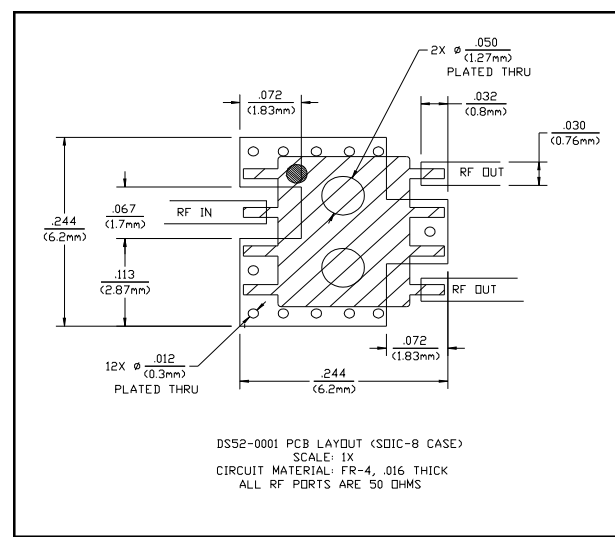 2X ø .050
(1.27mm)
PLATED THRU
.072
(1.83mm)
.032
(0.8mm)
.030
(0.76mm)
RF OUT
.067
(1.7mm)
RF IN
.244
(6.2mm)
.113
(2.87mm)
RF OUT
12X ø .012
(0.3mm)
PLATED THRU
.072
(1.83mm)
.244
(6.2mm)
DS52-0001 PCB LAYOUT (SOIC-8 CASE)
SCALE: 1X
CIRCUIT MATERIAL: FR-4, .016 THICK
ALL RF PORTS ARE 50 OHMS